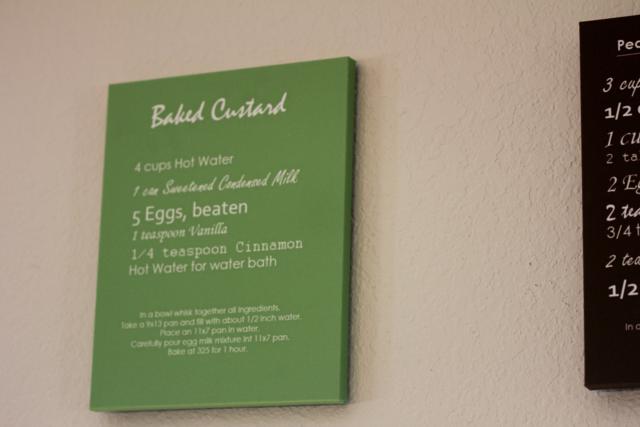 Baked Custard
4 cups Hot Water
1 can Sweetened Condensed Milk
5 Eggs, beaten
1 teaspoon Vanilla
1/4 teaspoon Cinnamon
Hot Water for water bath
In a bowl whisk together all ingredients.
Take a 9x13 pan and fill with about 1/2 inch water.
Place an 11x7 pan in water.
Carefully pour egg milk mixture int 11x7 pan.
Bake at 325 for 1 hour.
3 cup
1/2
1 cu
2
2
2
3/4
2
1/2
In